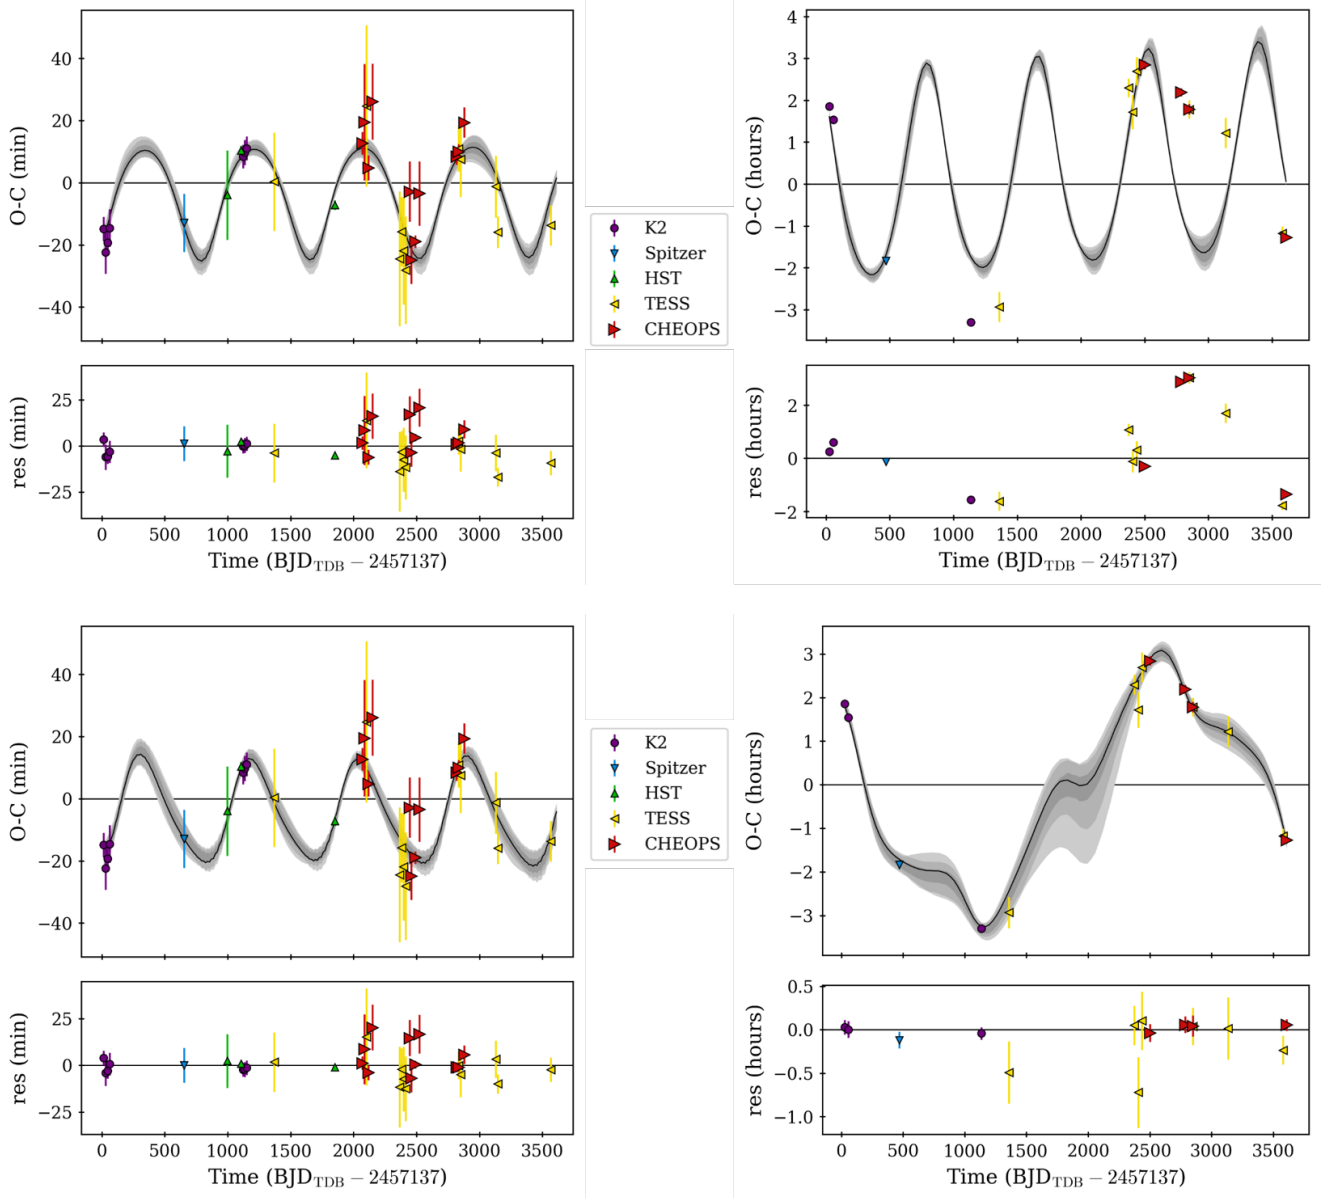 O-C (min)
40
20
0
−20
−40
res (min)
25
0
−25
0 500 1000 1500 2000 2500 3000 3500
Time (BJD_TDB − 2457137)
K2
Spitzer
HST
TESS
CHEOPS
O-C (hours)
4
3
2
1
0
−1
−2
−3
res (hours)
2
0
−2
0 500 1000 1500 2000 2500 3000 3500
Time (BJD_TDB − 2457137)
O-C (min)
40
20
0
−20
−40
res (min)
25
0
−25
0 500 1000 1500 2000 2500 3000 3500
Time (BJD_TDB − 2457137)
K2
Spitzer
HST
TESS
CHEOPS
O-C (hours)
3
2
1
0
−1
−2
−3
res (hours)
0.5
0.0
−0.5
−1.0
0 500 1000 1500 2000 2500 3000 3500
Time (BJD_TDB − 2457137)